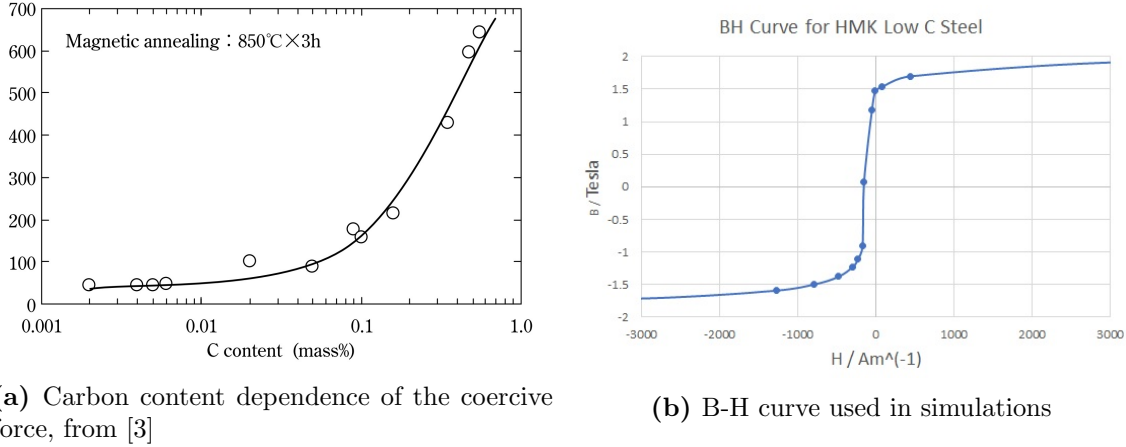 700
600
500
400
300
200
100
0
Magnetic annealing：850℃×3h
0.001 0.01 0.1 1.0
C content (mass%)
(a) Carbon content dependence of the coercive
force, from [3]
BH Curve for HMK Low C Steel
2
1.5
1
0.5
0
-0.5
-1
-1.5
-2
B / Tesla
-3000 -2000 -1000 0 1000 2000 3000
H / Am^(-1)
(b) B-H curve used in simulations